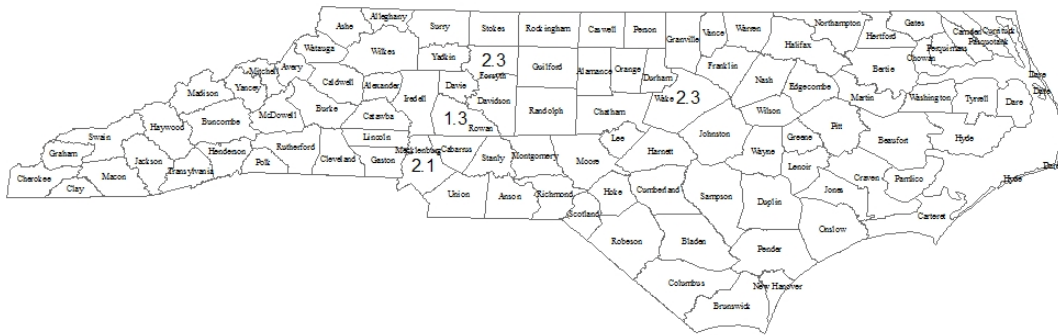 Ashe
Alleghany
Surry
Stokes
Rockingham
Caswell
Person
Granville
Vance
Warren
Northampton
Gates
Camden
Currituck
Pasquotank
Perquimans
Chowan
Hertford
Halifax
Bertie
Watauga
Wilkes
Yadkin
2.3
Forsyth
Guilford
Alamance
Orange
Durham
Franklin
Nash
Edgecombe
Martin
Washington
Tyrrell
Dare
Dare
Dare
Mitchell
Avery
Yancey
Madison
Caldwell
Alexander
Iredell
Davie
Davidson
Randolph
Chatham
Wake
2.3
Wilson
Pitt
Beaufort
Hyde
Buncombe
McDowell
Burke
Catawba
1.3
Rowan
Haywood
Swain
Graham
Cherokee
Clay
Macon
Jackson
Transylvania
Henderson
Polk
Rutherford
Cleveland
Lincoln
Gaston
Mecklenburg
2.1
Cabarrus
Stanly
Montgomery
Moore
Lee
Harnett
Johnston
Wayne
Greene
Lenoir
Craven
Pamlico
Jones
Hyde
Dare
Carteret
Onslow
Duplin
Sampson
Cumberland
Hoke
Scotland
Richmond
Anson
Union
Robeson
Bladen
Pender
Columbus
New Hanover
Brunswick